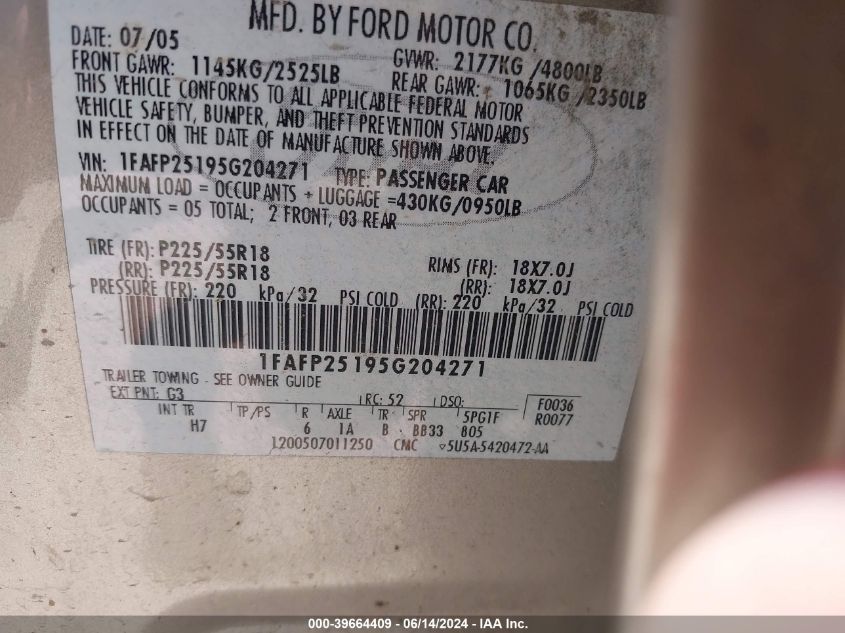 MFD. BY FORD MOTOR CO.
DATE: 07/05 GVWR: 2177KG /4800LB
FRONT GAWR: 1145KG/2525LB REAR GAWR: 1065KG /2350LB
THIS VEHICLE CONFORMS TO ALL APPLICABLE FEDERAL MOTOR
VEHICLE SAFETY, BUMPER, AND THEFT PREVENTION STANDARDS
IN EFFECT ON THE DATE OF MANUFACTURE SHOWN ABOVE.
VIN: 1FAFP25195G204271 TYPE: PASSENGER CAR
MAXIMUM LOAD = OCCUPANTS + LUGGAGE =430KG/0950LB
OCCUPANTS = 05 TOTAL; 2 FRONT, 03 REAR
TIRE (FR): P225/55R18 RIMS (FR): 18X7.0J
(RR): P225/55R18 (RR): 18X7.0J
PRESSURE (FR): 220 kPa/32 PSI COLD (RR): 220 kPa/32 PSI COLD
1FAFP25195G204271
TRAILER TOWING - SEE OWNER GUIDE
EXT PNT: G3 RC: 52 DSO: F0036
INT TR TP/PS R AXLE TR SPR 5PG1F R0077
H7 6 1A B BB33 805
1200507011250 CMC 5U5A-5420472-AA
000-39664409 - 06/14/2024 - IAA Inc.